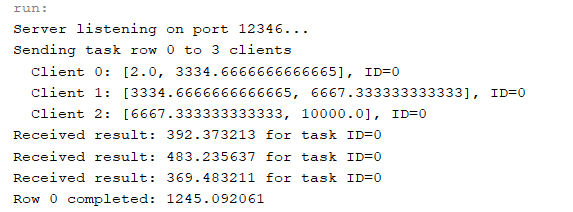 run:
Server listening on port 12346...
Sending task row 0 to 3 clients
  Client 0: [2.0, 3334.6666666666665], ID=0
  Client 1: [3334.6666666666665, 6667.333333333333], ID=0
  Client 2: [6667.333333333333, 10000.0], ID=0
Received result: 392.373213 for task ID=0
Received result: 483.235637 for task ID=0
Received result: 369.483211 for task ID=0
Row 0 completed: 1245.092061